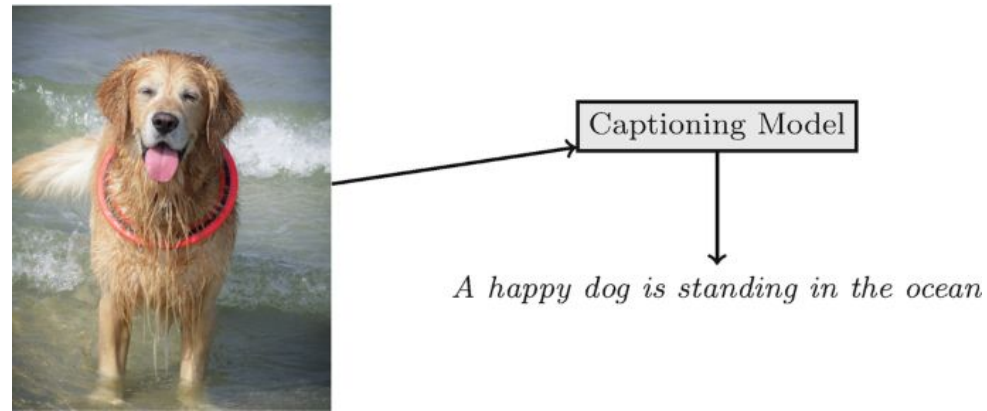 Captioning Model
A happy dog is standing in the ocean